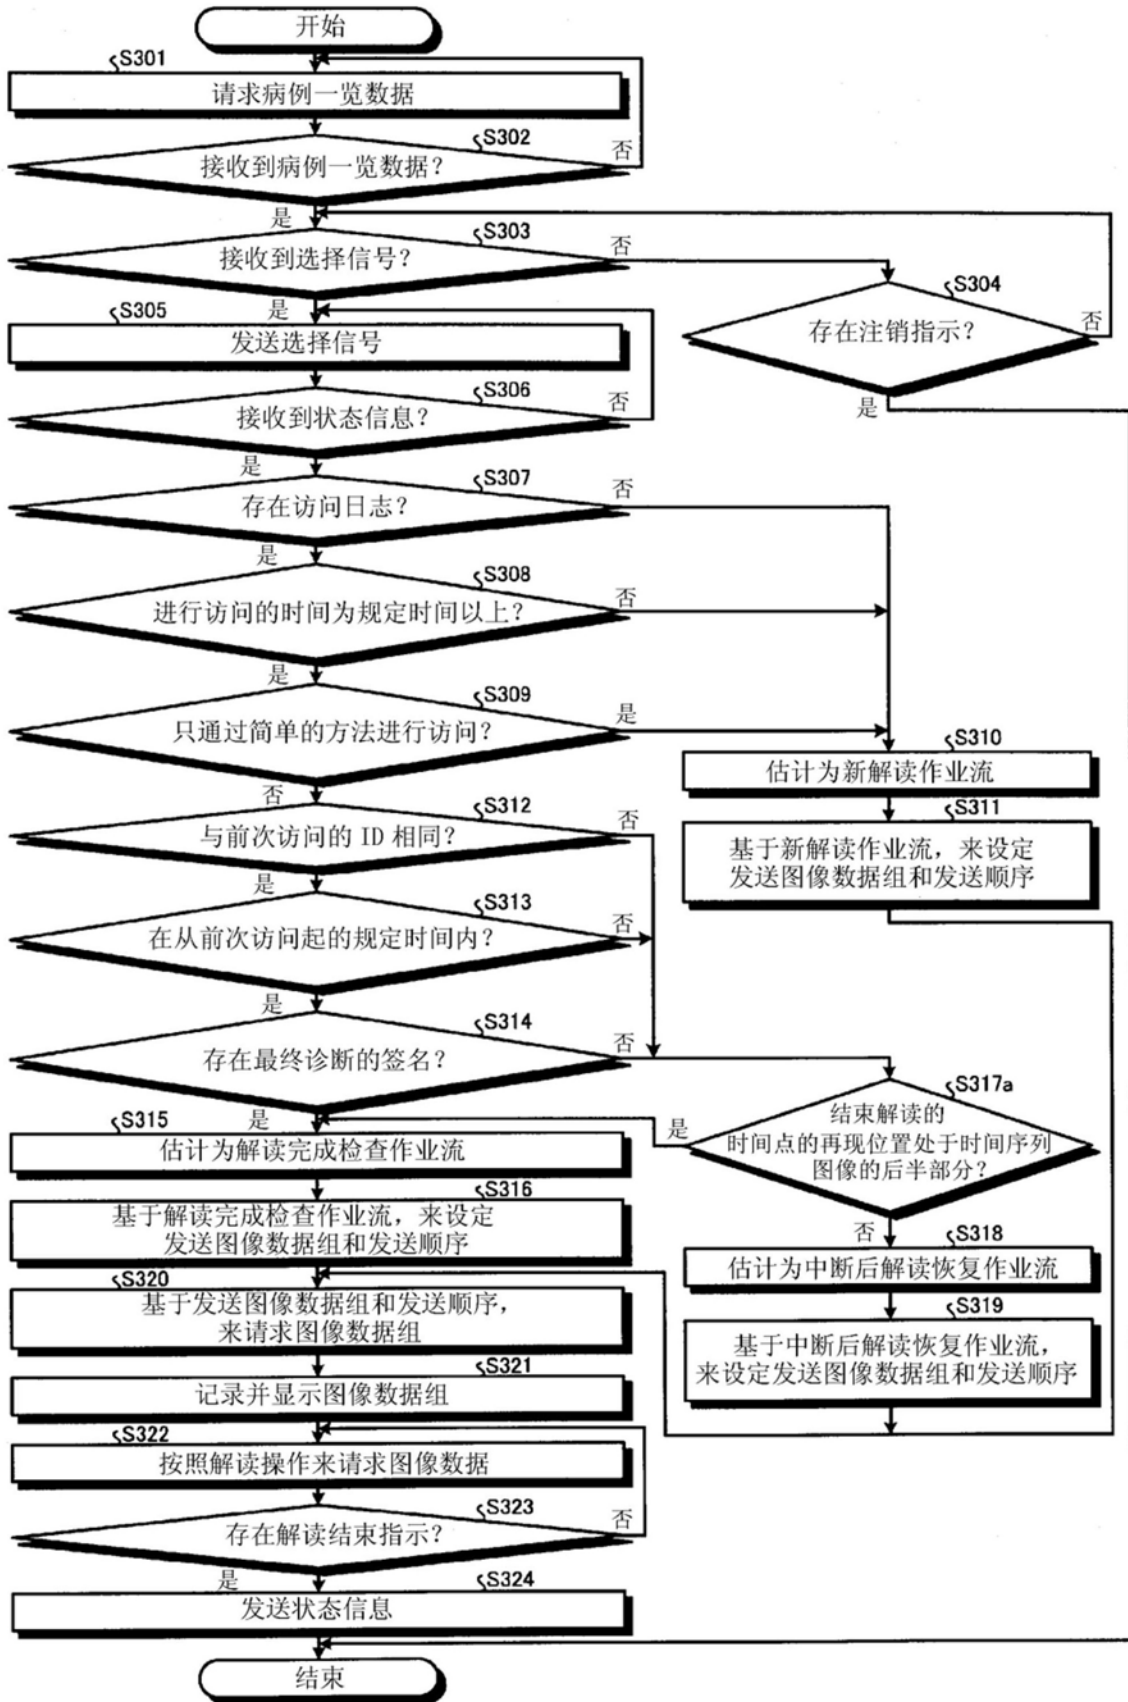 开始
S301
请求病例一览数据
S302
接收到病例一览数据？
否
是
S303
接收到选择信号？
否
S304
存在注销指示？
否
是
是
S305
发送选择信号
S306
接收到状态信息？
否
是
S307
存在访问日志？
否
是
S308
进行访问的时间为规定时间以上？
否
是
S309
只通过简单的方法进行访问？
是
否
S310
估计为新解读作业流
S311
基于新解读作业流，来设定
发送图像数据组和发送顺序
S312
与前次访问的 ID 相同？
否
是
S313
在从前次访问起的规定时间内？
否
是
S314
存在最终诊断的签名？
否
是
S317a
结束解读的
时间点的再现位置处于时间序列
图像的后半部分？
是
否
S315
估计为解读完成检查作业流
S316
基于解读完成检查作业流，来设定
发送图像数据组和发送顺序
S318
估计为中断后解读恢复作业流
S319
基于中断后解读恢复作业流，
来设定发送图像数据组和发送顺序
S320
基于发送图像数据组和发送顺序，
来请求图像数据组
S321
记录并显示图像数据组
S322
按照解读操作来请求图像数据
S323
存在解读结束指示？
否
是
S324
发送状态信息
结束